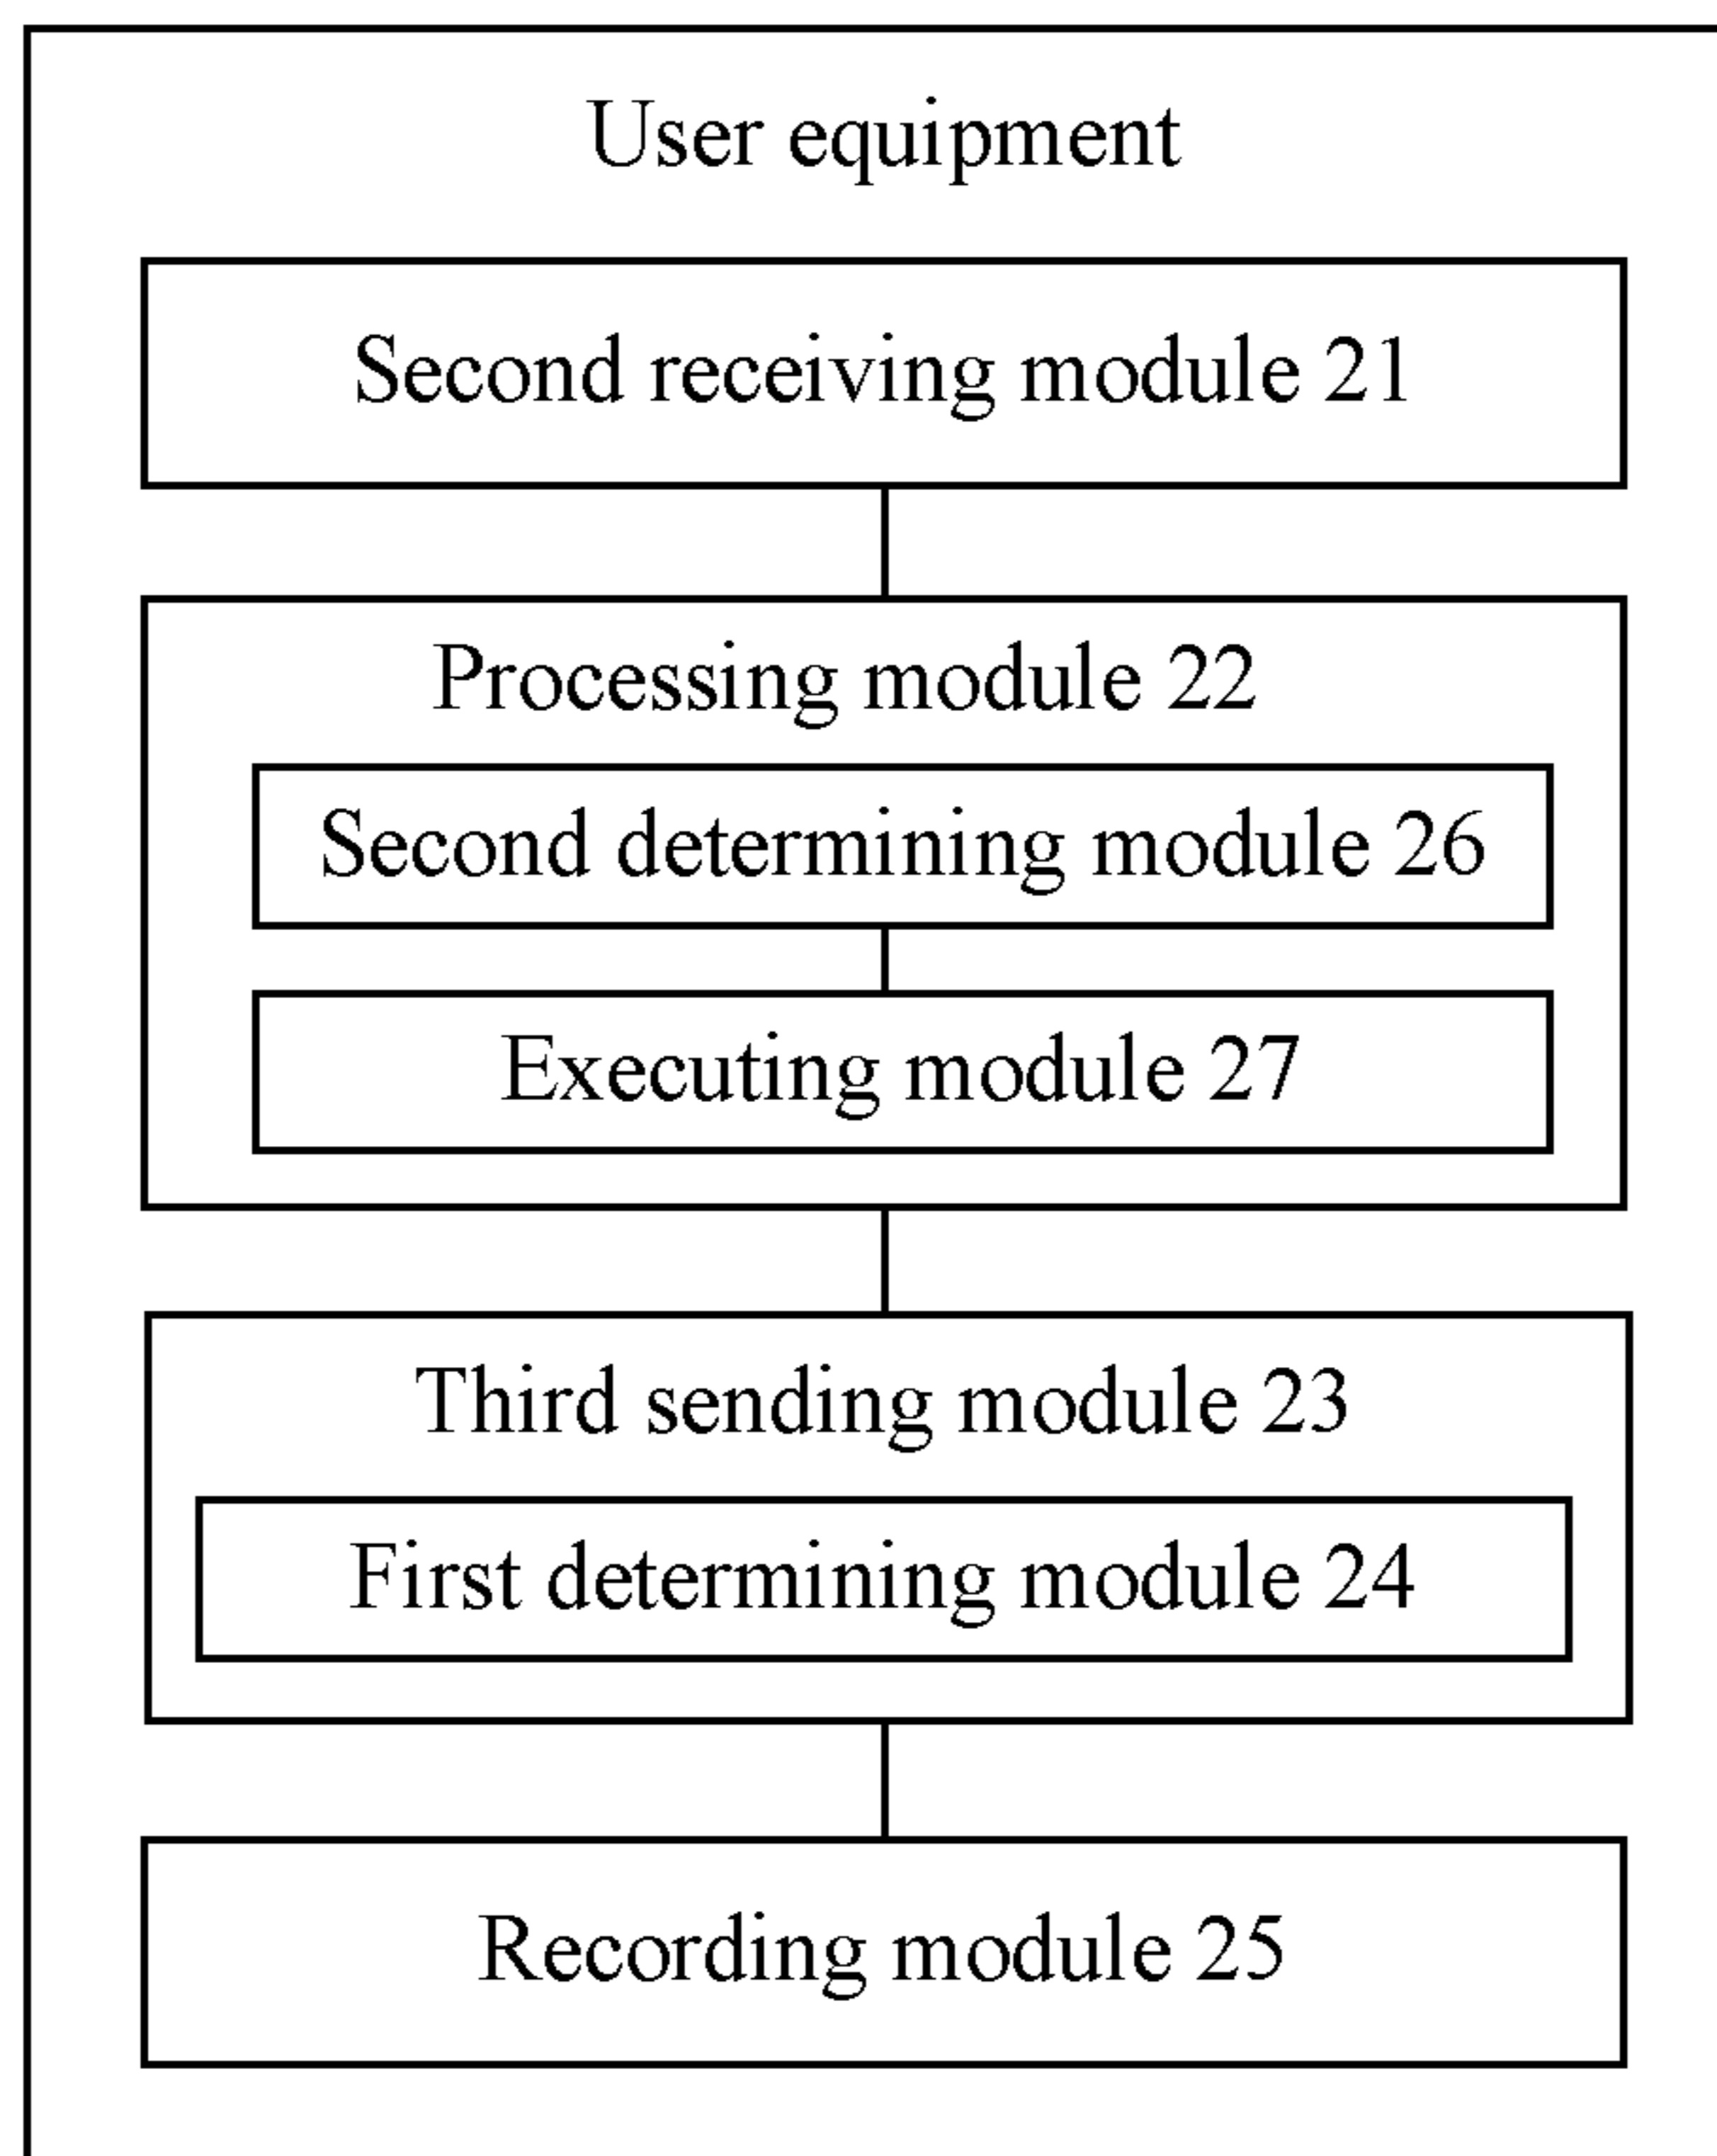 User equipment
Second receiving module 21
Processing module 22
Second determining module 26
Executing module 27
Third sending module 23
First determining module 24
Recording module 25